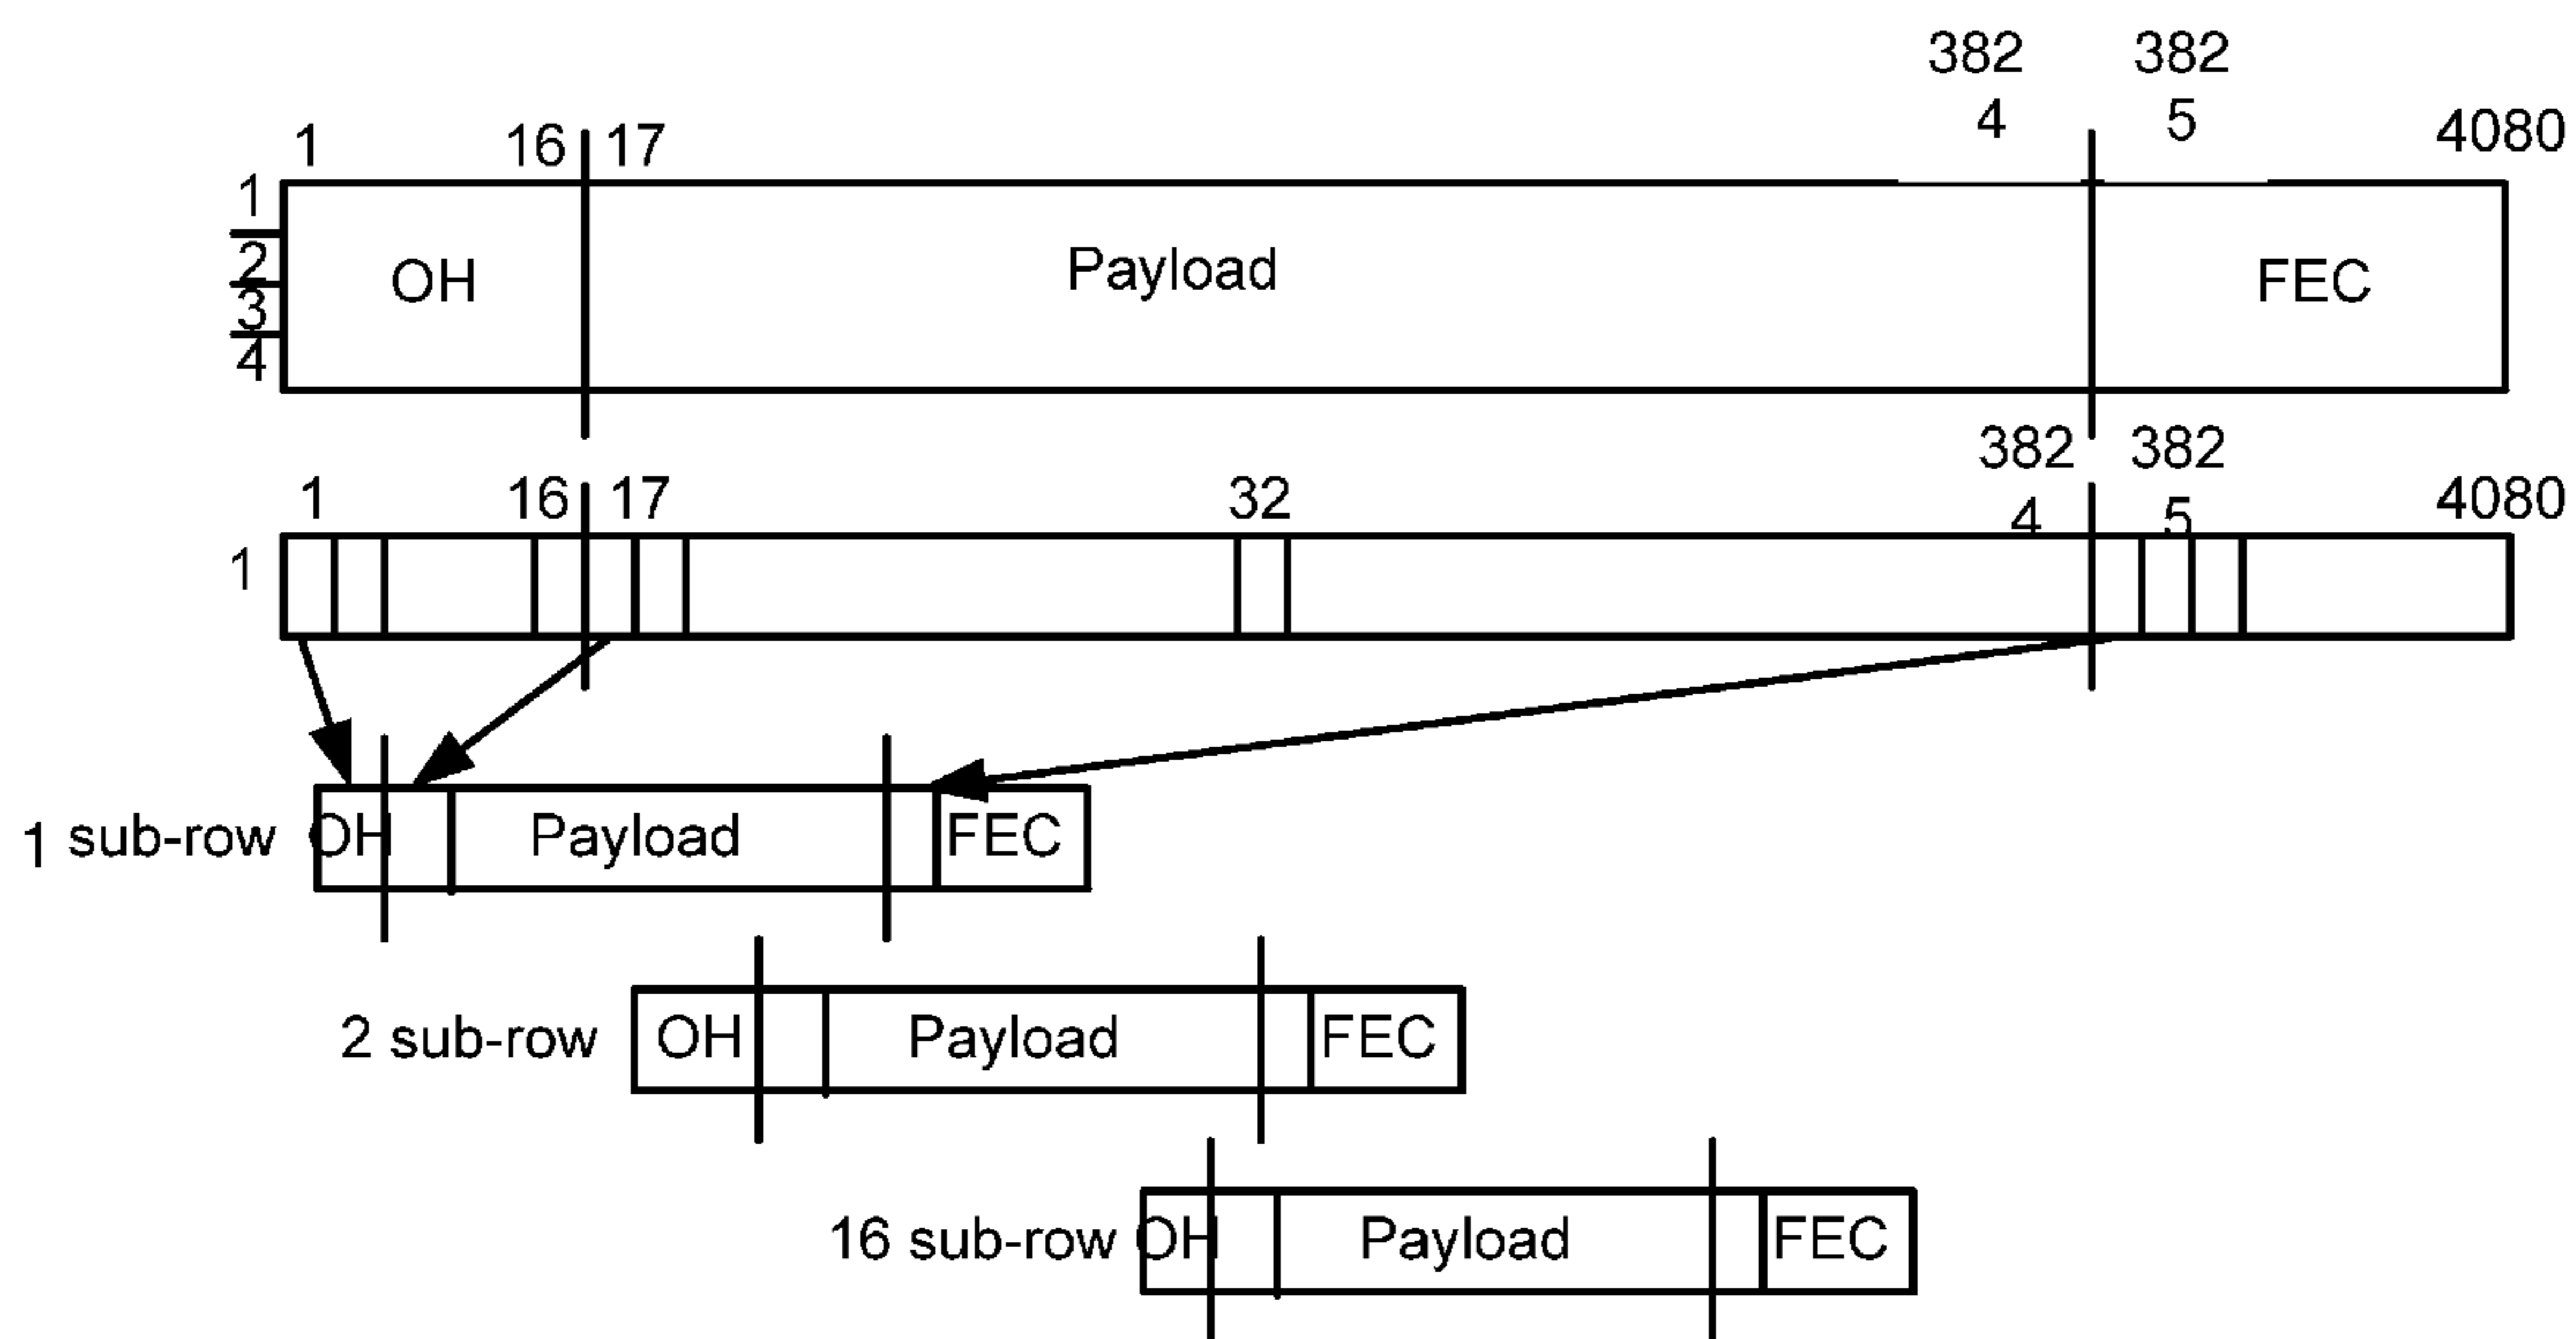 382 382
1 16 17 4 5 4080
1
2
3
4
OH Payload FEC
382 382
1 16 17 32 4 5 4080
1
1 sub-row OH Payload FEC
2 sub-row OH Payload FEC
16 sub-row OH Payload FEC